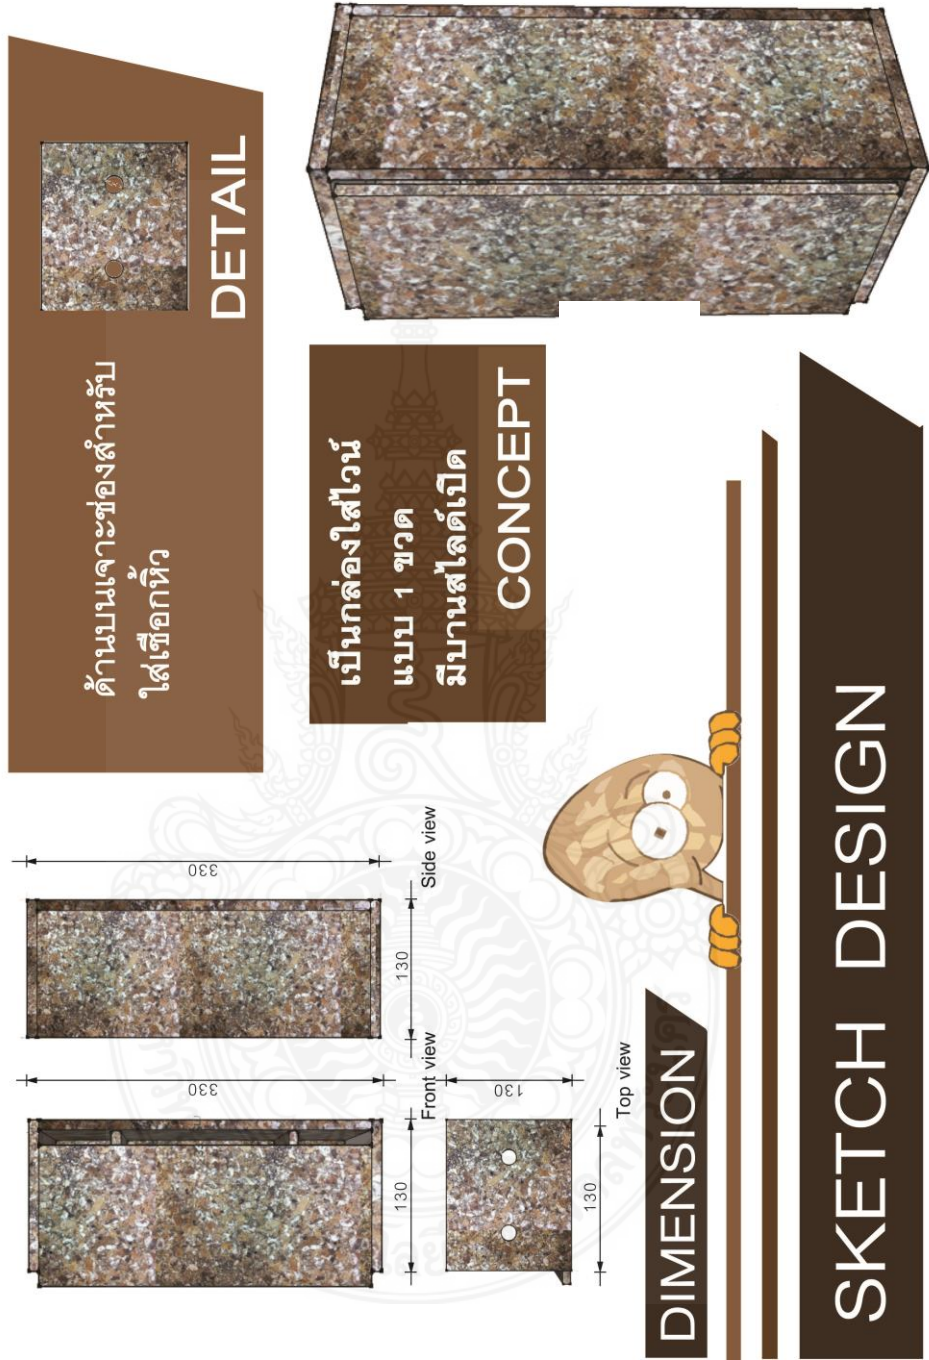 SKETCH DESIGN
DIMENSION
330
130
Front view
330
130
Side view
130
130
Top view
CONCEPT
เป็นกล่องใส่ไวน์
แบบ 1 ขวด
มีบานสไลด์เปิด
DETAIL
ด้านบนเจาะช่องสำหรับ
ใส่เชือกหิ้ว